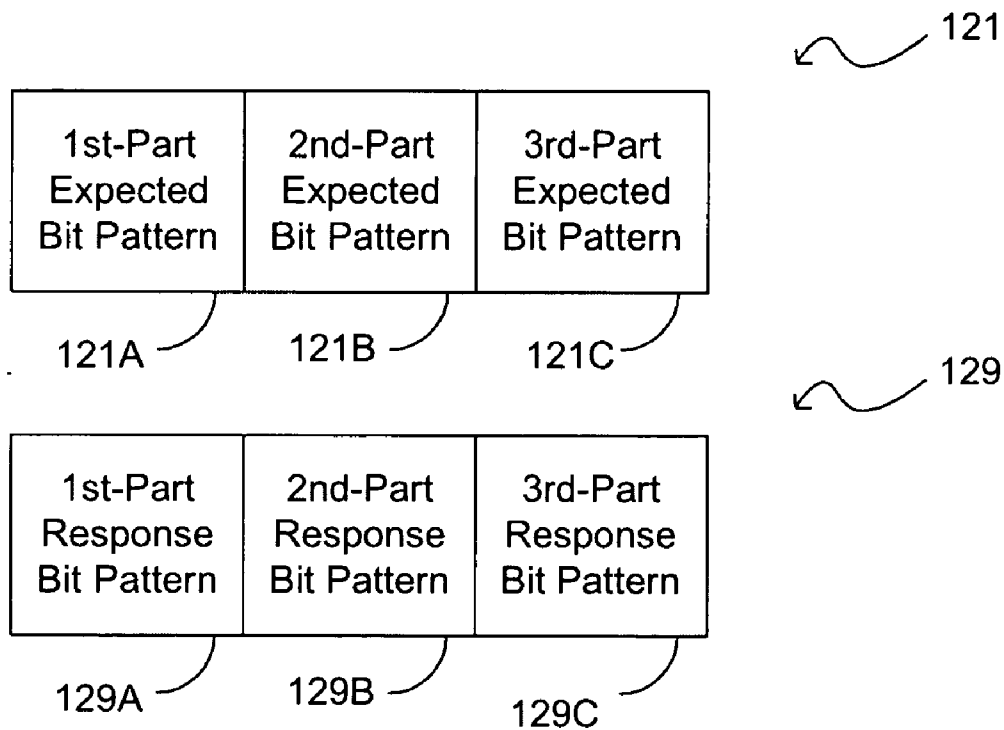 121
1st-Part
Expected
Bit Pattern
2nd-Part
Expected
Bit Pattern
3rd-Part
Expected
Bit Pattern
121A
121B
121C
129
1st-Part
Response
Bit Pattern
2nd-Part
Response
Bit Pattern
3rd-Part
Response
Bit Pattern
129A
129B
129C